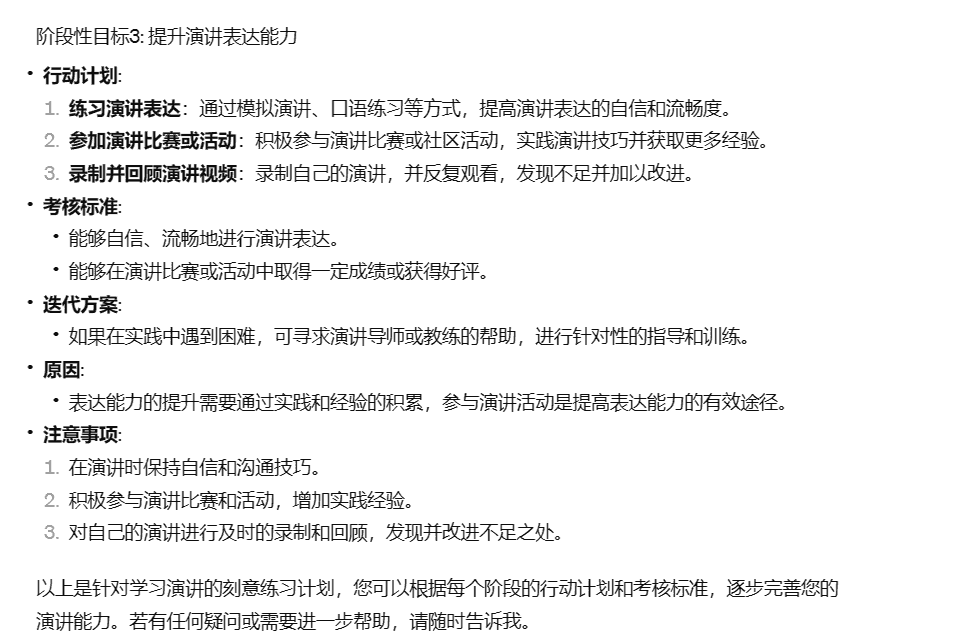 阶段性目标3: 提升演讲表达能力
• 行动计划:
1. 练习演讲表达：通过模拟演讲、口语练习等方式，提高演讲表达的自信和流畅度。
2. 参加演讲比赛或活动：积极参与演讲比赛或社区活动，实践演讲技巧并获取更多经验。
3. 录制并回顾演讲视频：录制自己的演讲，并反复观看，发现不足并加以改进。
• 考核标准:
• 能够自信、流畅地进行演讲表达。
• 能够在演讲比赛或活动中取得一定成绩或获得好评。
• 迭代方案:
• 如果在实践中遇到困难，可寻求演讲导师或教练的帮助，进行针对性的指导和训练。
• 原因:
• 表达能力的提升需要通过实践和经验的积累，参与演讲活动是提高表达能力的有效途径。
• 注意事项:
1. 在演讲时保持自信和沟通技巧。
2. 积极参与演讲比赛和活动，增加实践经验。
3. 对自己的演讲进行及时的录制和回顾，发现并改进不足之处。
以上是针对学习演讲的刻意练习计划，您可以根据每个阶段的行动计划和考核标准，逐步完善您的
演讲能力。若有任何疑问或需要进一步帮助，请随时告诉我。